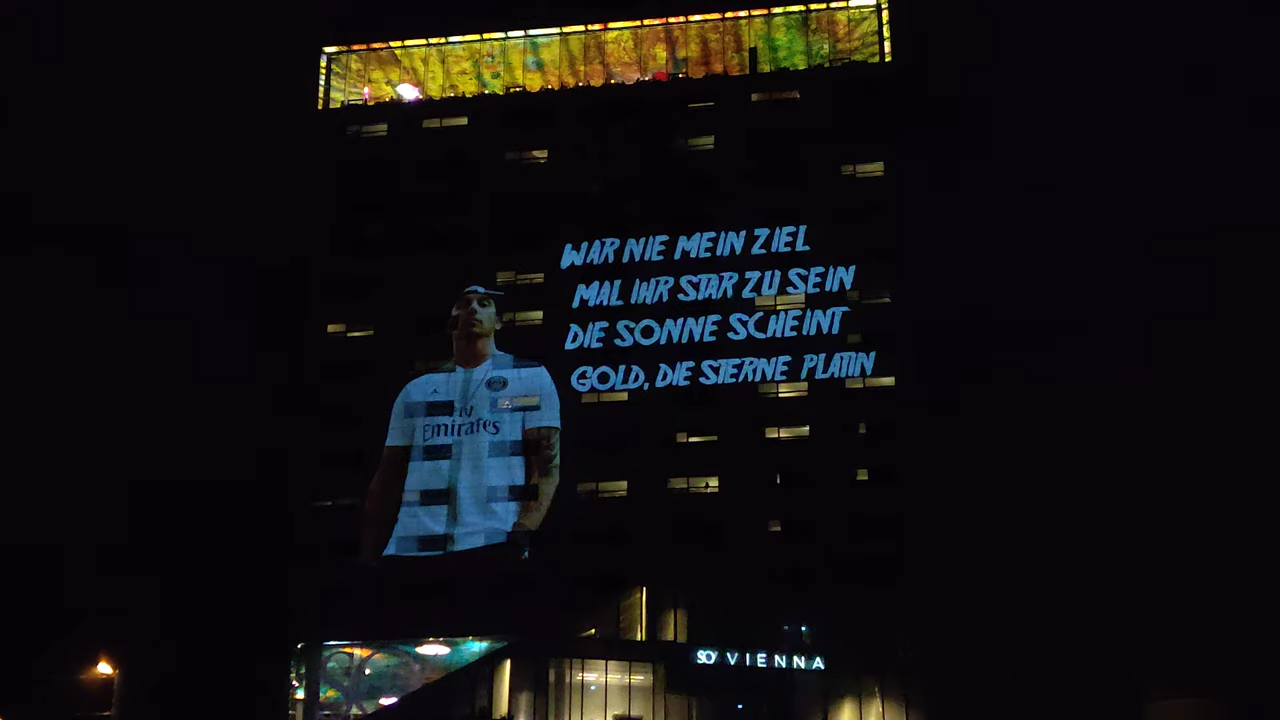 WAR NIE MEIN ZIEL
MAL IHR STAR ZU SEIN
DIE SONNE SCHEINT
GOLD, DIE STERNE PLATIN
Fly
Emirates
SO/ VIENNA